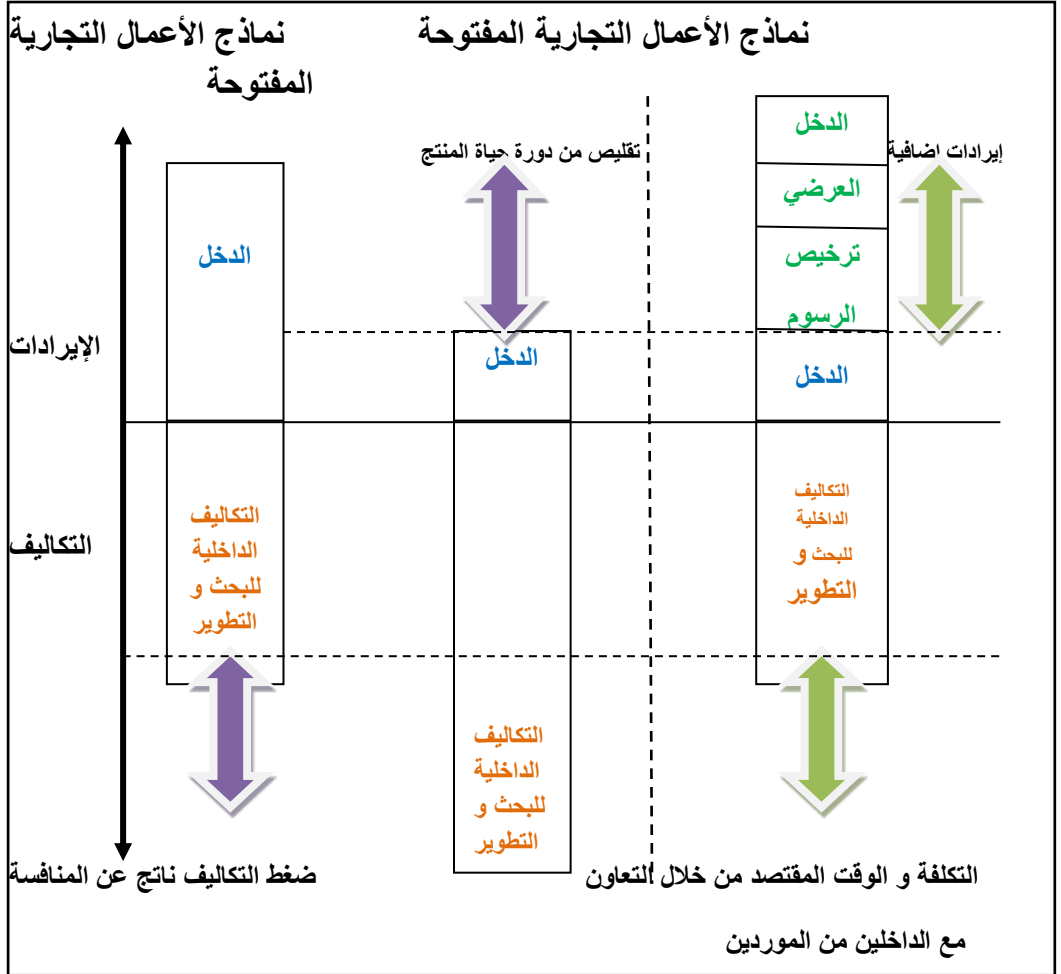 نماذج الأعمال التجارية المفتوحة
نماذج الأعمال التجارية
المفتوحة
إيرادات اضافية
تقليص من دورة حياة المنتج
الدخل
العرضي
ترخيص
الرسوم
الدخل
الدخل
الدخل
الإيرادات
التكاليف
التكاليف
الداخلية
للبحث و
التطوير
التكاليف
الداخلية
للبحث و
التطوير
التكاليف
الداخلية
للبحث و
التطوير
التكلفة و الوقت المقتصد من خلال التعاون
مع الداخلين من الموردين
ضغط التكاليف ناتج عن المنافسة